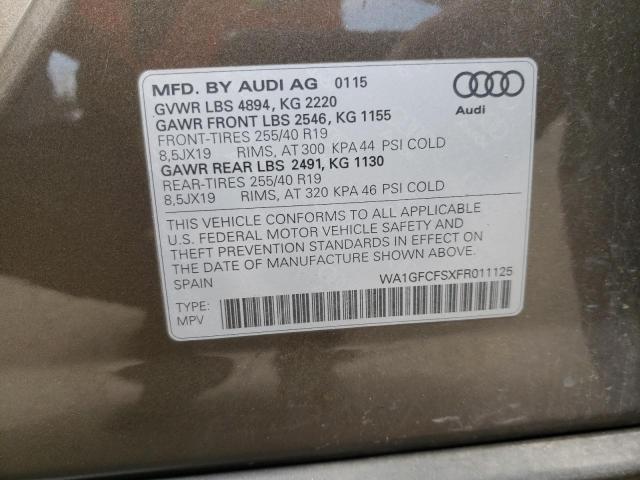 MFD. BY AUDI AG 0115
GVWR LBS 4894, KG 2220
GAWR FRONT LBS 2546, KG 1155
FRONT-TIRES 255/40 R19
8,5JX19 RIMS, AT 300 KPA 44 PSI COLD
GAWR REAR LBS 2491, KG 1130
REAR-TIRES 255/40 R19
8,5JX19 RIMS, AT 320 KPA 46 PSI COLD
Audi
THIS VEHICLE CONFORMS TO ALL APPLICABLE
U.S. FEDERAL MOTOR VEHICLE SAFETY AND
THEFT PREVENTION STANDARDS IN EFFECT ON
DATE OF MANUFACTURE SHOWN ABOVE.
SPAIN WA1GFCFSXFR011125
TYPE:
MPV